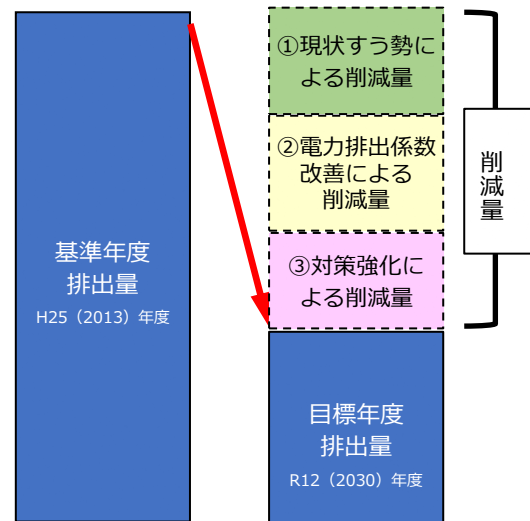 基準年度
排出量
H25（2013）年度
①現状すう勢に
よる削減量
②電力排出係数
改善による
削減量
③対策強化に
よる削減量
目標年度
排出量
R12（2030）年度
削減量